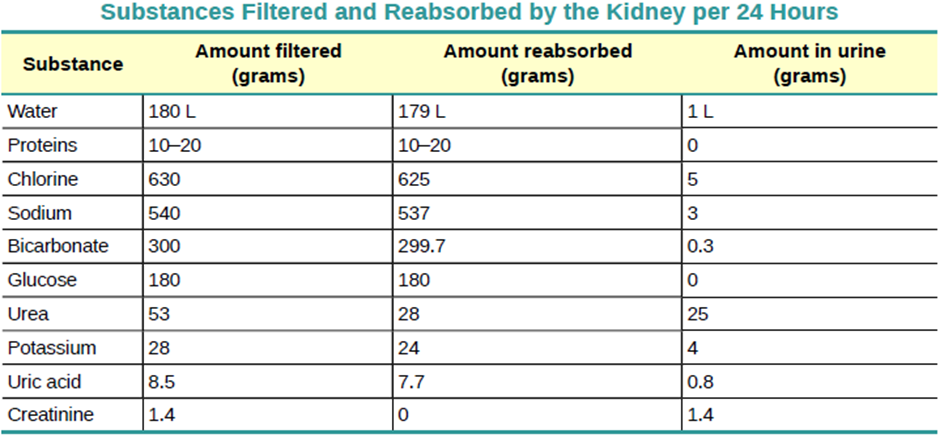 Substances Filtered and Reabsorbed by the Kidney per 24 Hours
Substance Amount filtered (grams) Amount reabsorbed (grams) Amount in urine (grams)
Water 180 L 179 L 1 L
Proteins 10–20 10–20 0
Chlorine 630 625 5
Sodium 540 537 3
Bicarbonate 300 299.7 0.3
Glucose 180 180 0
Urea 53 28 25
Potassium 28 24 4
Uric acid 8.5 7.7 0.8
Creatinine 1.4 0 1.4